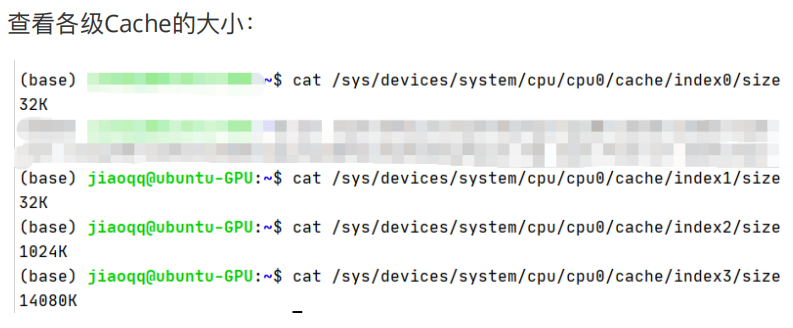 查看各级Cache的大小：
(base) ~$ cat /sys/devices/system/cpu/cpu0/cache/index0/size
32K
(base) jiaoqq@ubuntu-GPU:~$ cat /sys/devices/system/cpu/cpu0/cache/index1/size
32K
(base) jiaoqq@ubuntu-GPU:~$ cat /sys/devices/system/cpu/cpu0/cache/index2/size
1024K
(base) jiaoqq@ubuntu-GPU:~$ cat /sys/devices/system/cpu/cpu0/cache/index3/size
14080K